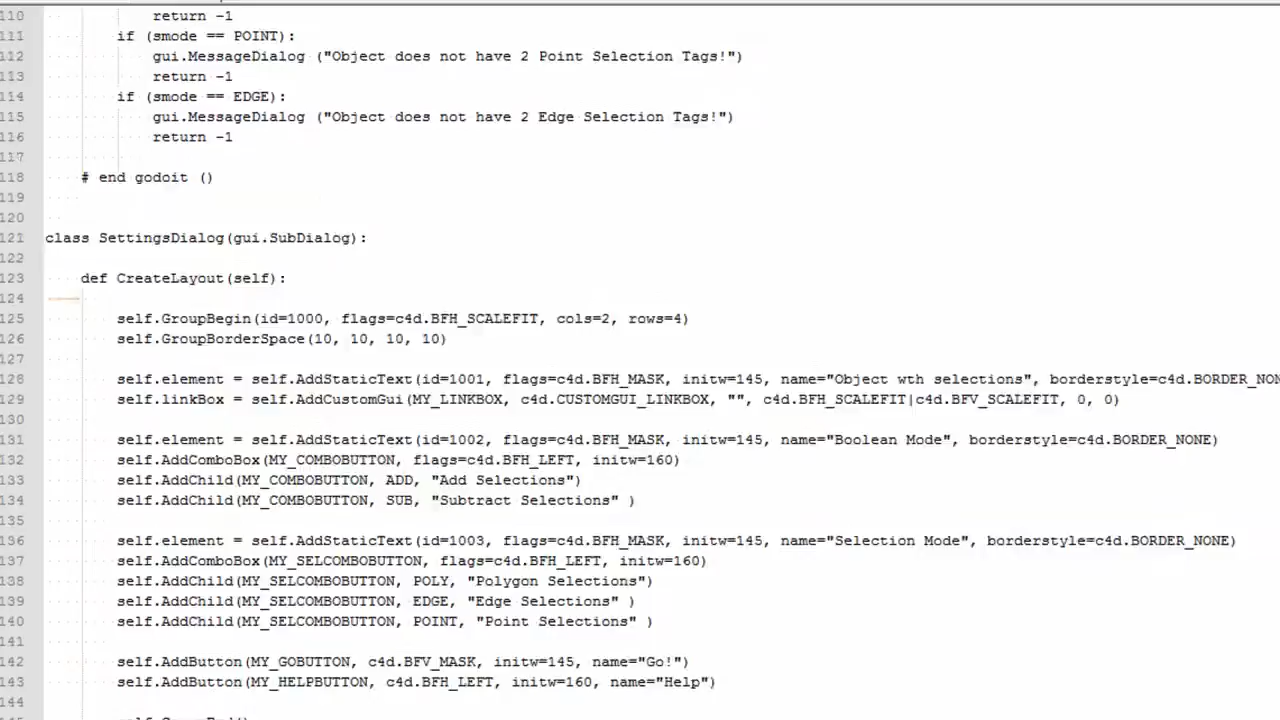 110 return -1
111 if (smode == POINT):
112 gui.MessageDialog ("Object does not have 2 Point Selection Tags!")
113 return -1
114 if (smode == EDGE):
115 gui.MessageDialog ("Object does not have 2 Edge Selection Tags!")
116 return -1
117
118 # end godoit ()
119
120
121 class SettingsDialog(gui.SubDialog):
122
123 def CreateLayout(self):
124
125 self.GroupBegin(id=1000, flags=c4d.BFH_SCALEFIT, cols=2, rows=4)
126 self.GroupBorderSpace(10, 10, 10, 10)
127
128 self.element = self.AddStaticText(id=1001, flags=c4d.BFH_MASK, initw=145, name="Object wth selections", borderstyle=c4d.BORDER_NON
129 self.linkBox = self.AddCustomGui(MY_LINKBOX, c4d.CUSTOMGUI_LINKBOX, "", c4d.BFH_SCALEFIT|c4d.BFV_SCALEFIT, 0, 0)
130
131 self.element = self.AddStaticText(id=1002, flags=c4d.BFH_MASK, initw=145, name="Boolean Mode", borderstyle=c4d.BORDER_NONE)
132 self.AddComboBox(MY_COMBOBUTTON, flags=c4d.BFH_LEFT, initw=160)
133 self.AddChild(MY_COMBOBUTTON, ADD, "Add Selections")
134 self.AddChild(MY_COMBOBUTTON, SUB, "Subtract Selections" )
135
136 self.element = self.AddStaticText(id=1003, flags=c4d.BFH_MASK, initw=145, name="Selection Mode", borderstyle=c4d.BORDER_NONE)
137 self.AddComboBox(MY_SELCOMBOBUTTON, flags=c4d.BFH_LEFT, initw=160)
138 self.AddChild(MY_SELCOMBOBUTTON, POLY, "Polygon Selections")
139 self.AddChild(MY_SELCOMBOBUTTON, EDGE, "Edge Selections" )
140 self.AddChild(MY_SELCOMBOBUTTON, POINT, "Point Selections" )
141
142 self.AddButton(MY_GOBUTTON, c4d.BFV_MASK, initw=145, name="Go!")
143 self.AddButton(MY_HELPBUTTON, c4d.BFH_LEFT, initw=160, name="Help")
144